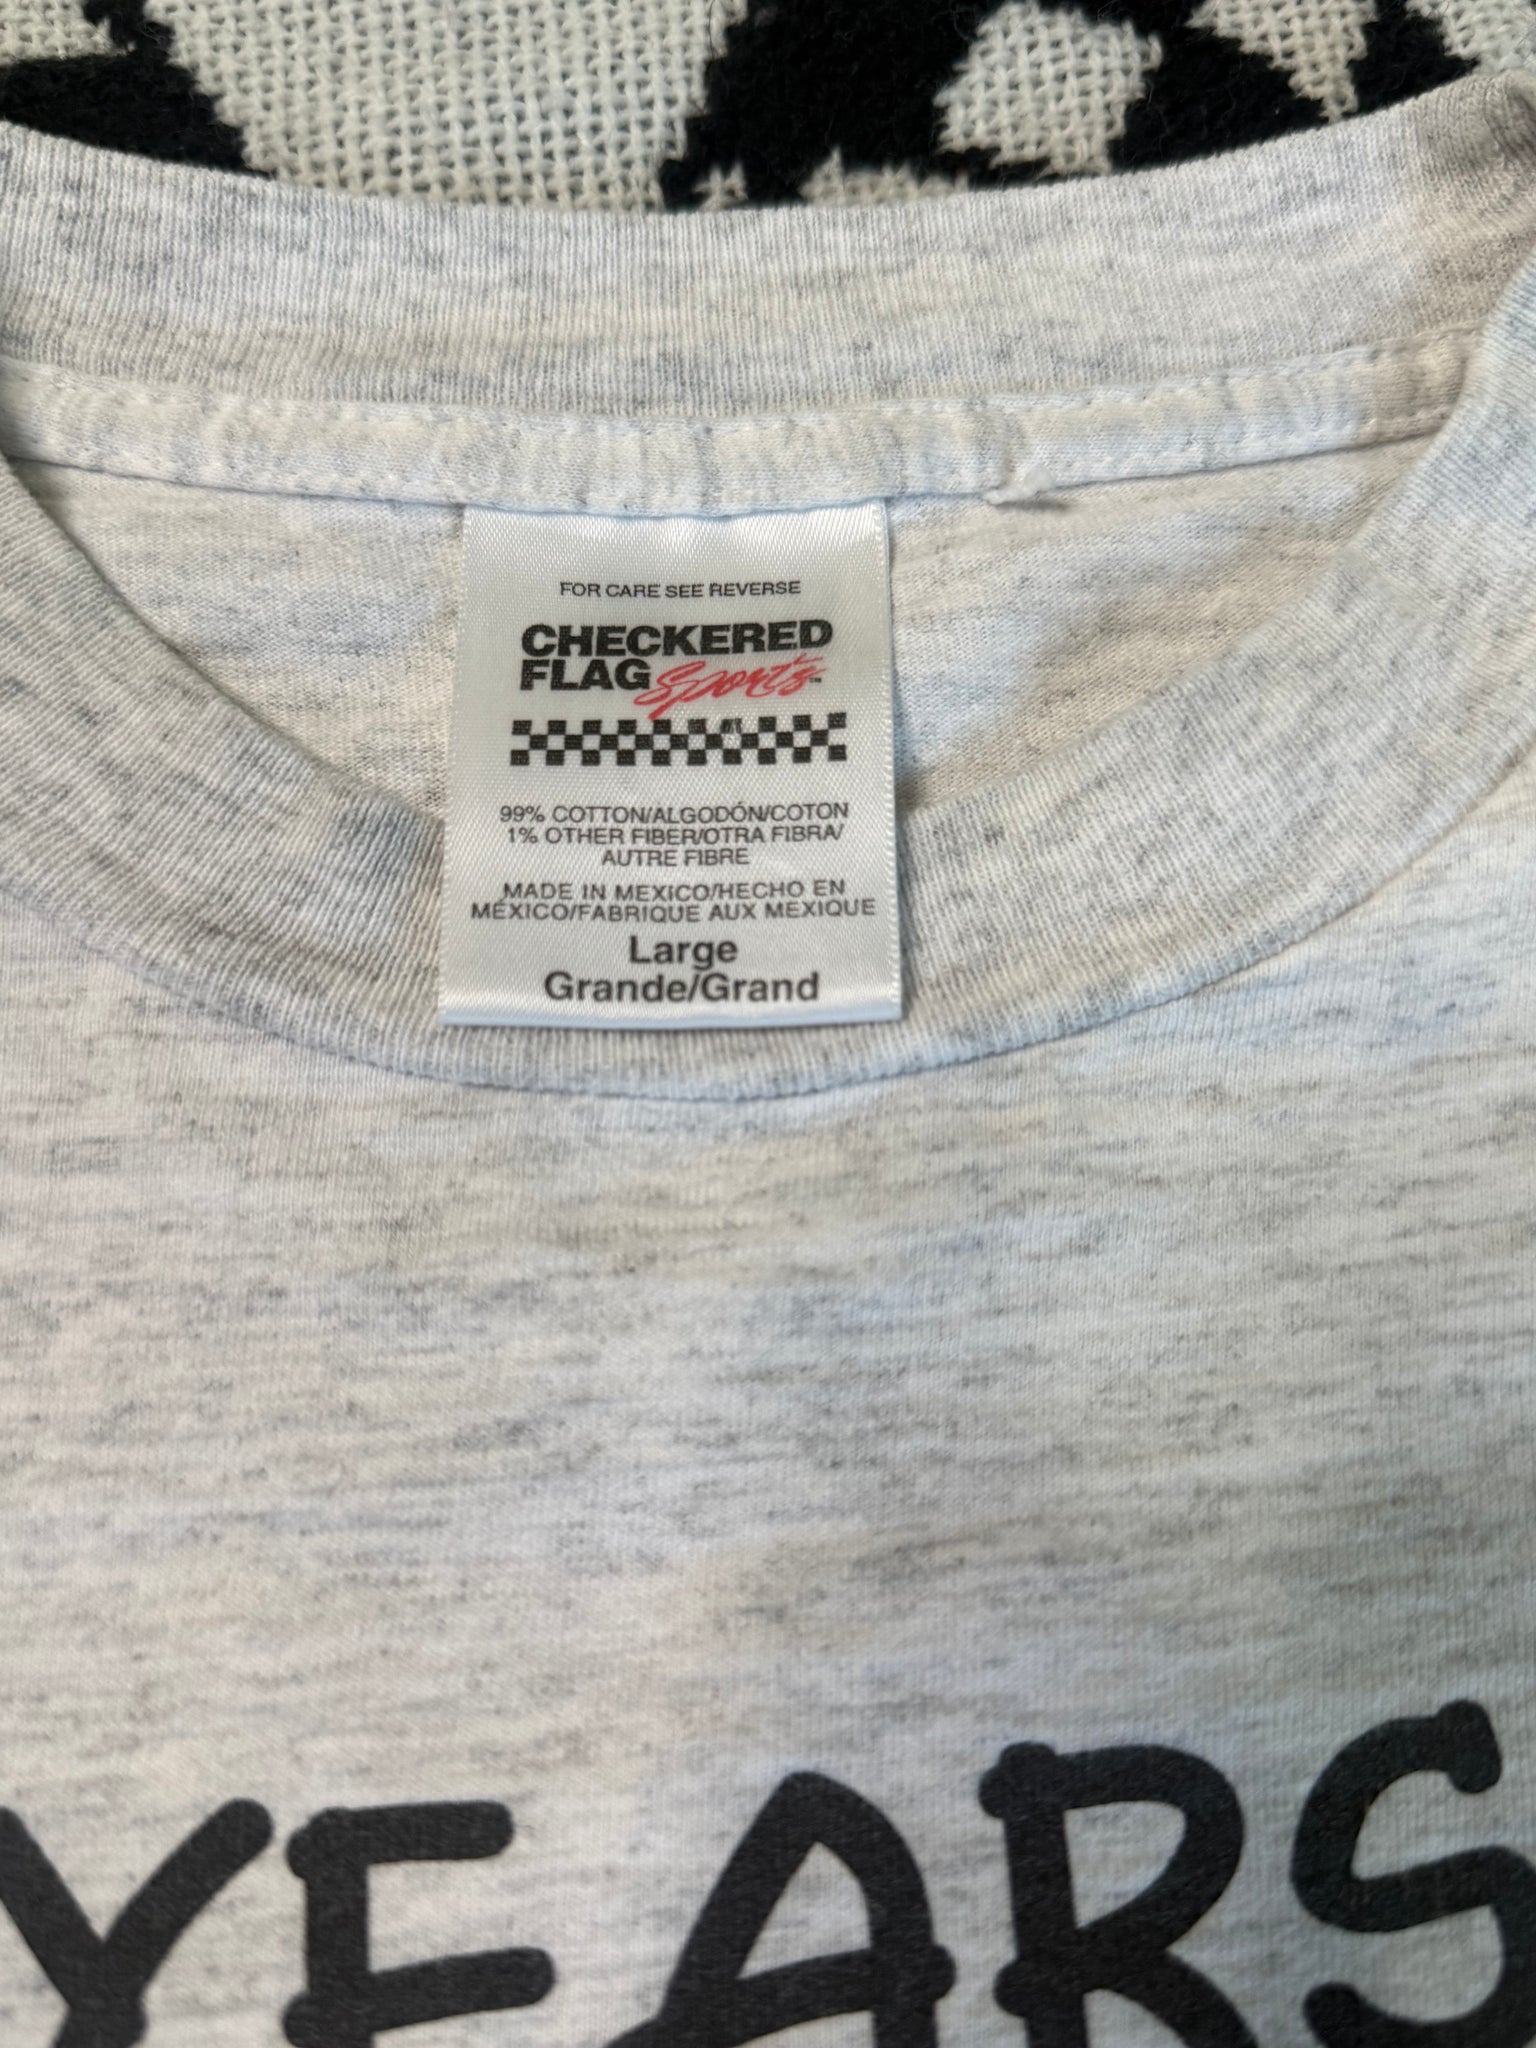 FOR CARE SEE REVERSE
CHECKERED
FLAG Sports™
99% COTTON/ALGODÓN/COTON
1% OTHER FIBER/OTRA FIBRA/
AUTRE FIBRE
MADE IN MEXICO/HECHO EN
MÉXICO/FABRIQUE AUX MEXIQUE
Large
Grande/Grand
YEARS